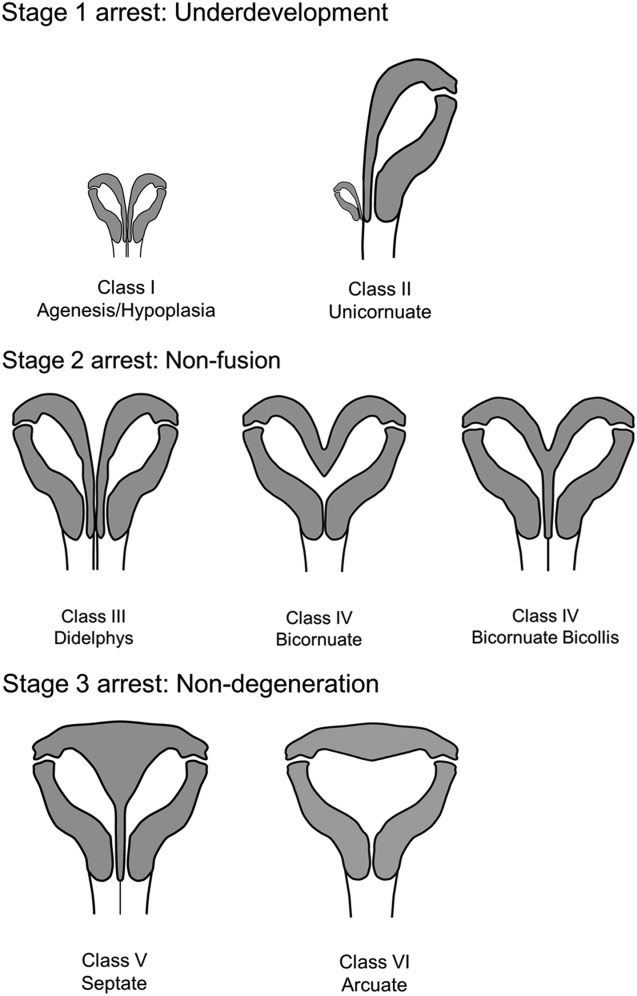 Stage 1 arrest: Underdevelopment
Class I
Agenesis/Hypoplasia
Class II
Unicornuate
Stage 2 arrest: Non-fusion
Class III
Didelphys
Class IV
Bicornuate
Class IV
Bicornuate Bicollis
Stage 3 arrest: Non-degeneration
Class V
Septate
Class VI
Arcuate